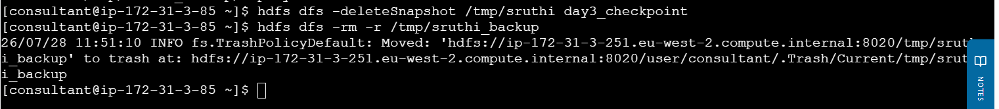 [consultant@ip-172-31-3-85 ~]$ hdfs dfs -deleteSnapshot /tmp/sruthi day3_checkpoint
[consultant@ip-172-31-3-85 ~]$ hdfs dfs -rm -r /tmp/sruthi_backup
26/07/28 11:51:10 INFO fs.TrashPolicyDefault: Moved: 'hdfs://ip-172-31-3-251.eu-west-2.compute.internal:8020/tmp/sruth
i_backup' to trash at: hdfs://ip-172-31-3-251.eu-west-2.compute.internal:8020/user/consultant/.Trash/Current/tmp/srut
i_backup
[consultant@ip-172-31-3-85 ~]$
NOTES